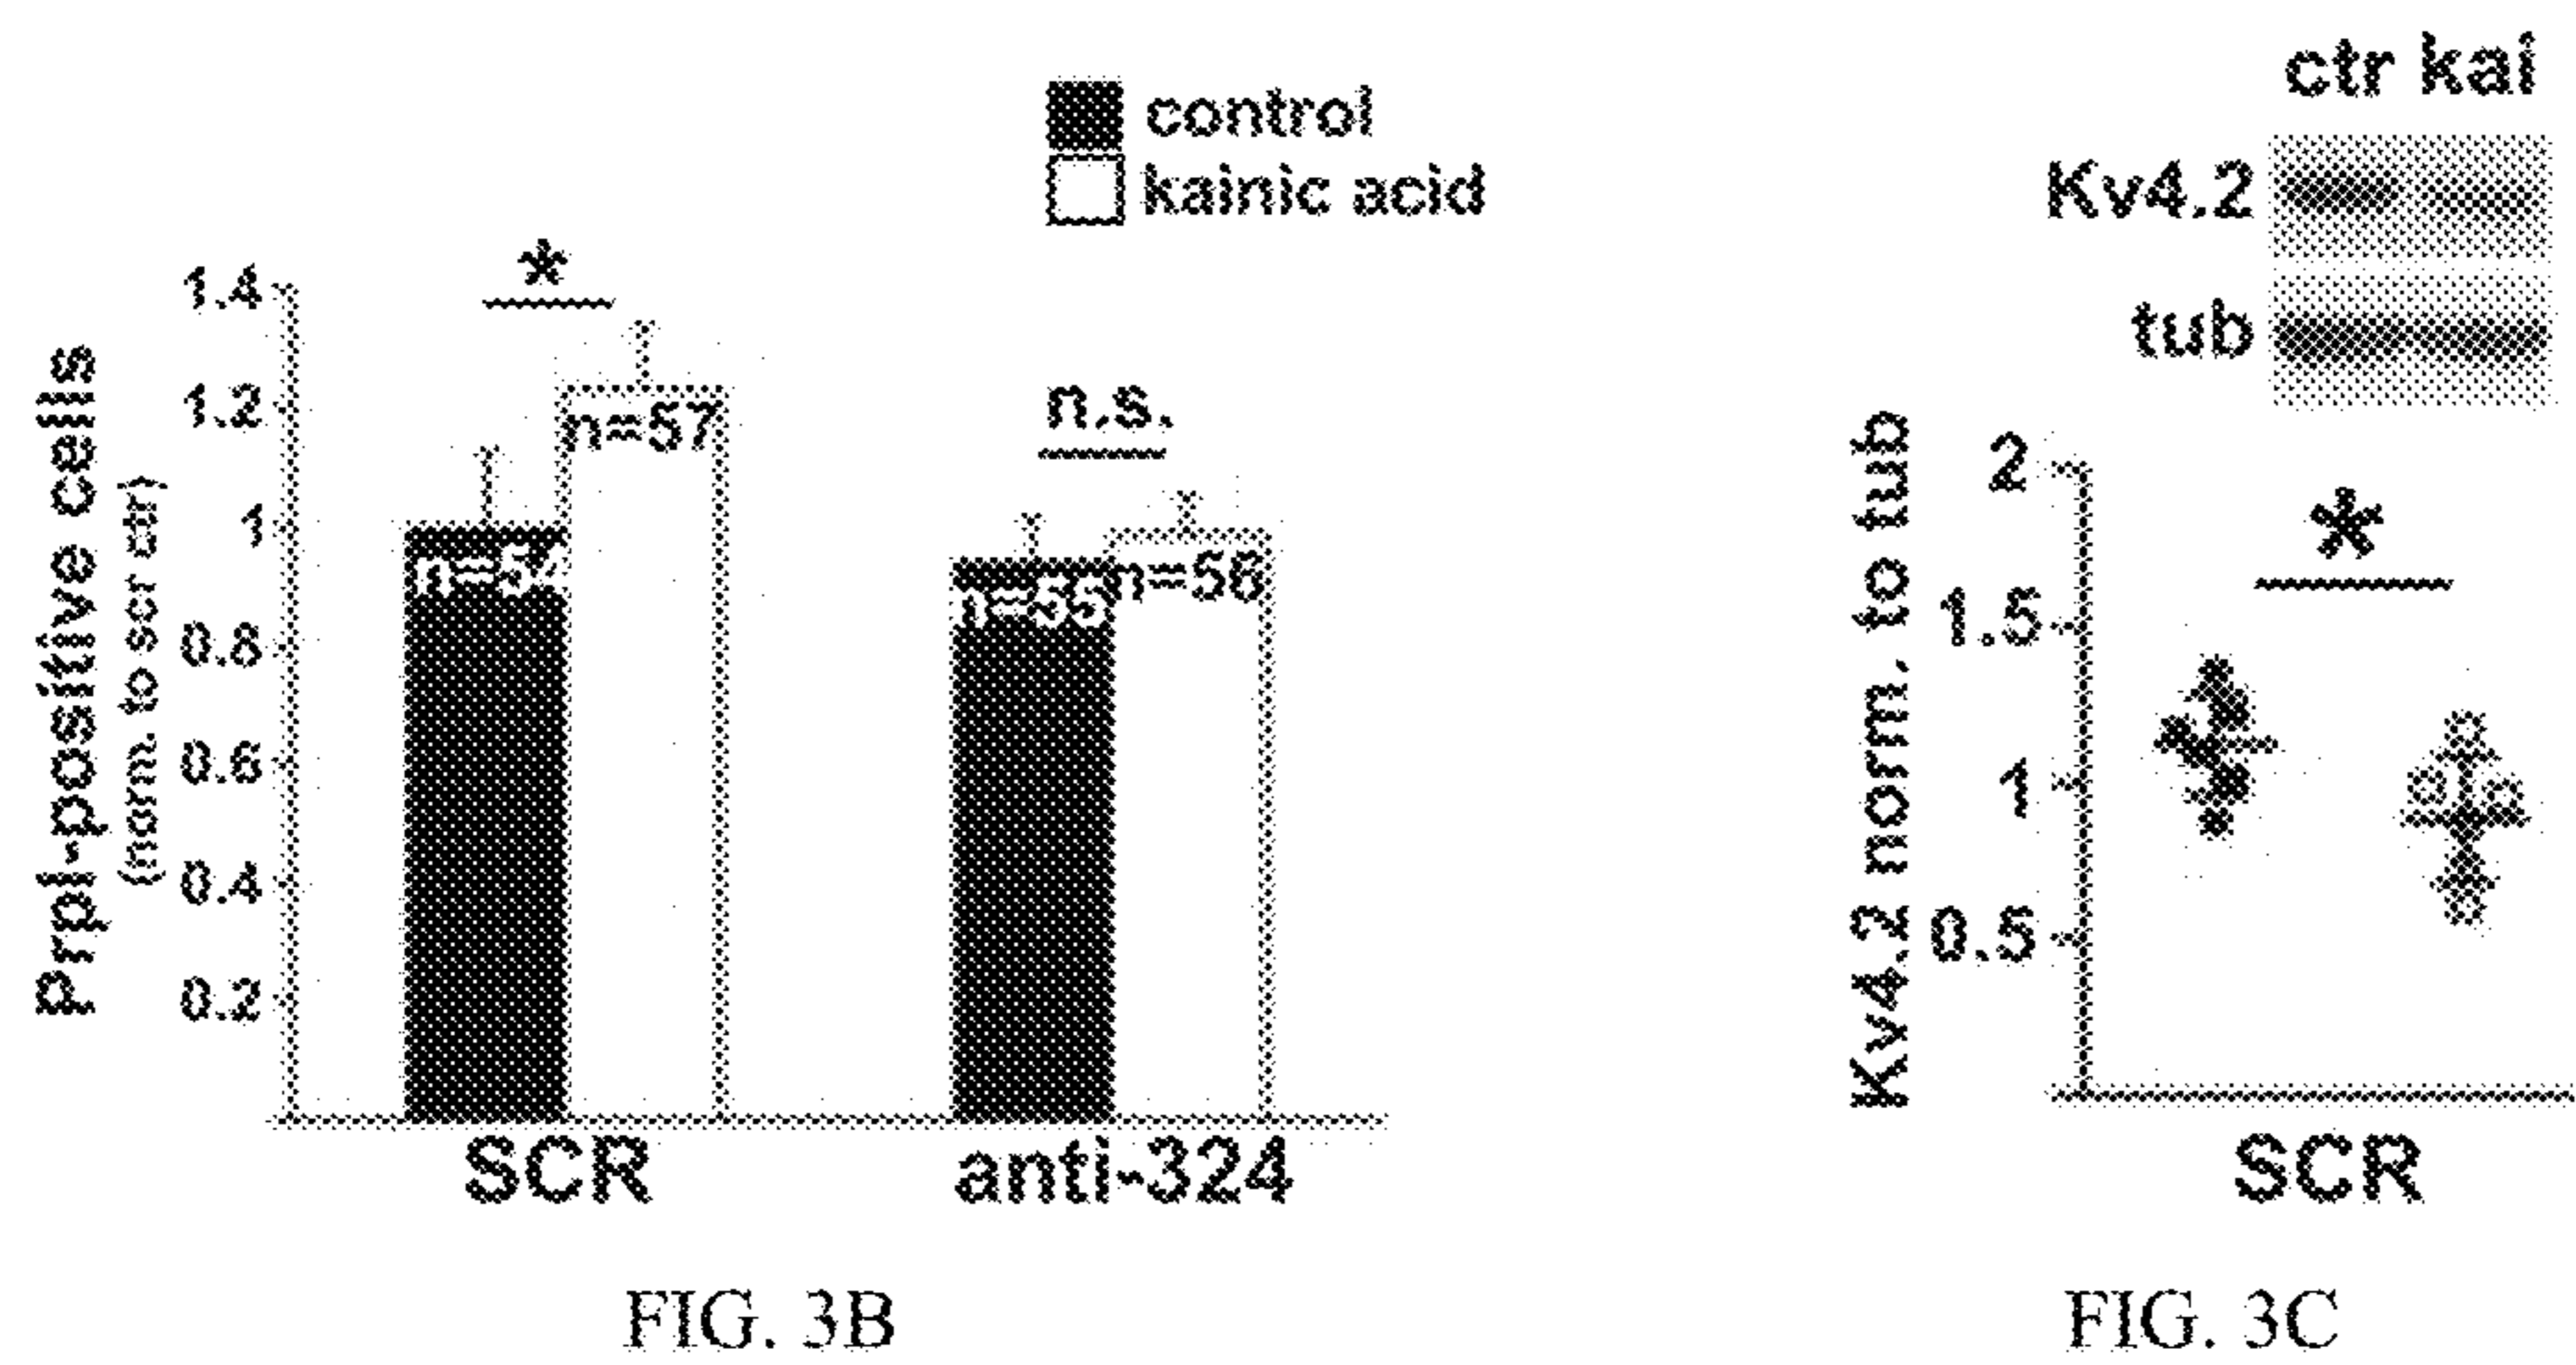 control
kainic acid
*
n.s.
1.4
1.2
1
0.8
0.6
0.4
0.2
Prpl-positive cells
(norm. to scr ctr)
n=57
n=55
n=56
SCR
anti-324
FIG. 3B
ctr kai
Kv4.2
tub
Kv4.2 norm. to tub
2
1.5
1
0.5
*
SCR
FIG. 3C